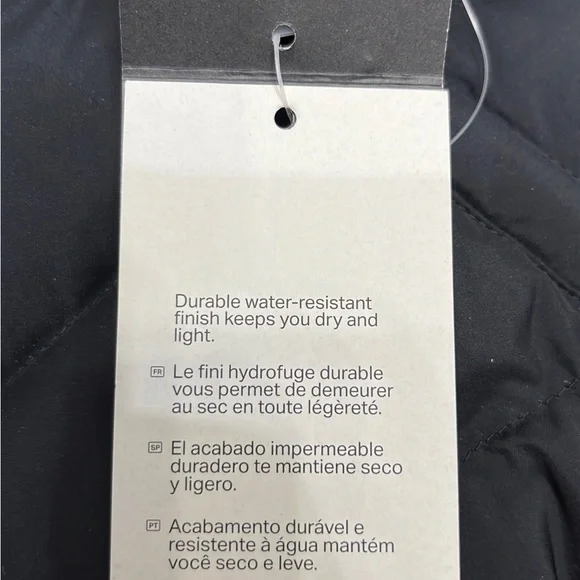 Durable water-resistant
finish keeps you dry and
light.
FR Le fini hydrofuge durable
vous permet de demeurer
au sec en toute légèreté.
SP El acabado impermeable
duradero te mantiene seco
y ligero.
PT Acabamento durável e
resistente à água mantém
você seco e leve.